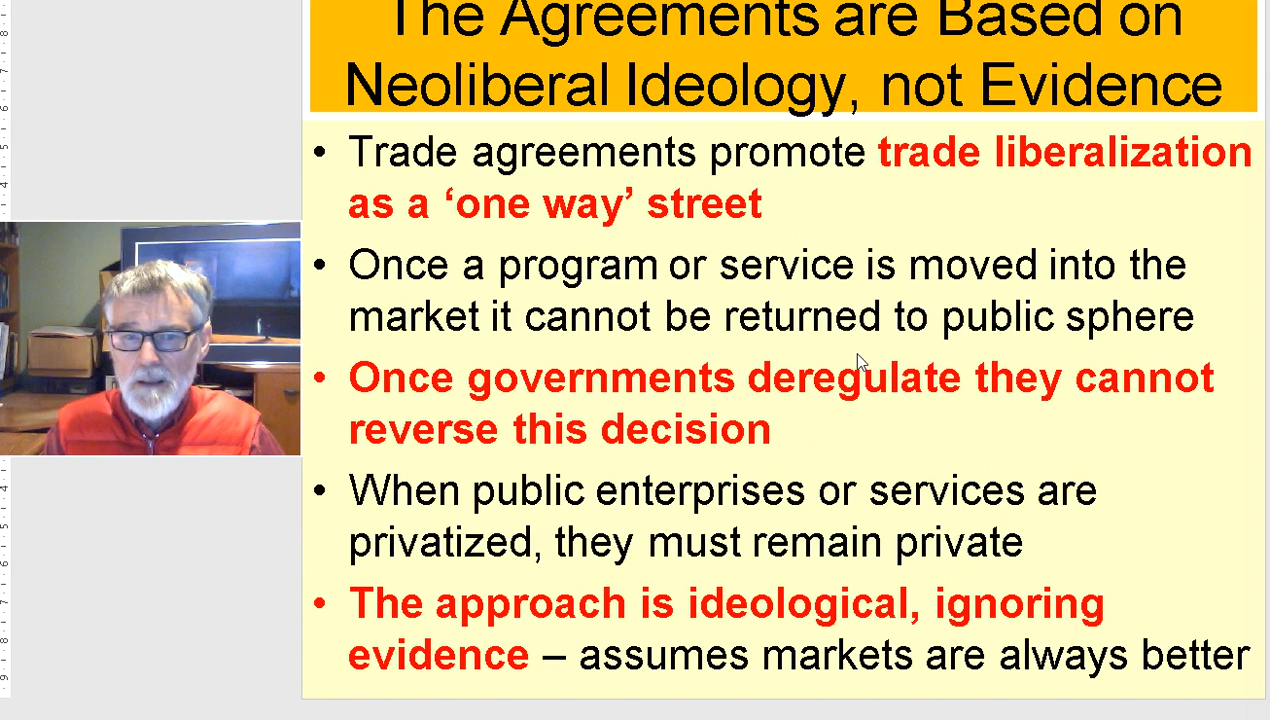 The Agreements are Based on
Neoliberal Ideology, not Evidence
• Trade agreements promote trade liberalization
as a ‘one way’ street
• Once a program or service is moved into the
market it cannot be returned to public sphere
• Once governments deregulate they cannot
reverse this decision
• When public enterprises or services are
privatized, they must remain private
• The approach is ideological, ignoring
evidence – assumes markets are always better